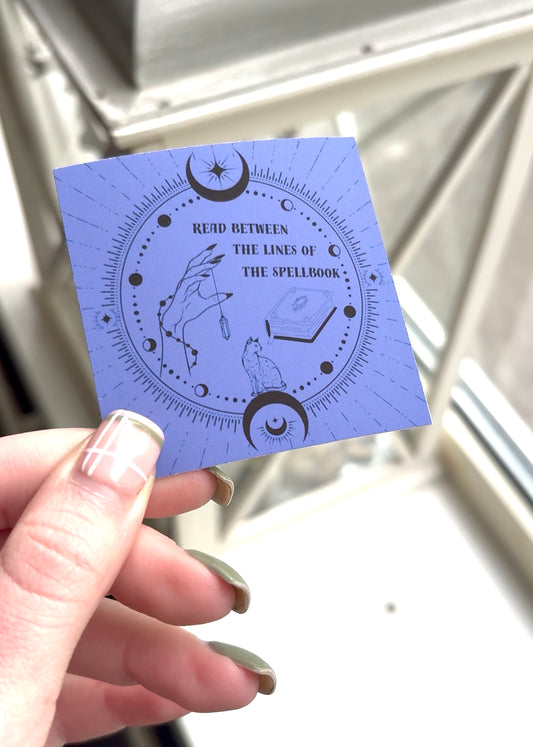 READ BETWEEN
THE LINES OF
THE SPELLBOOK